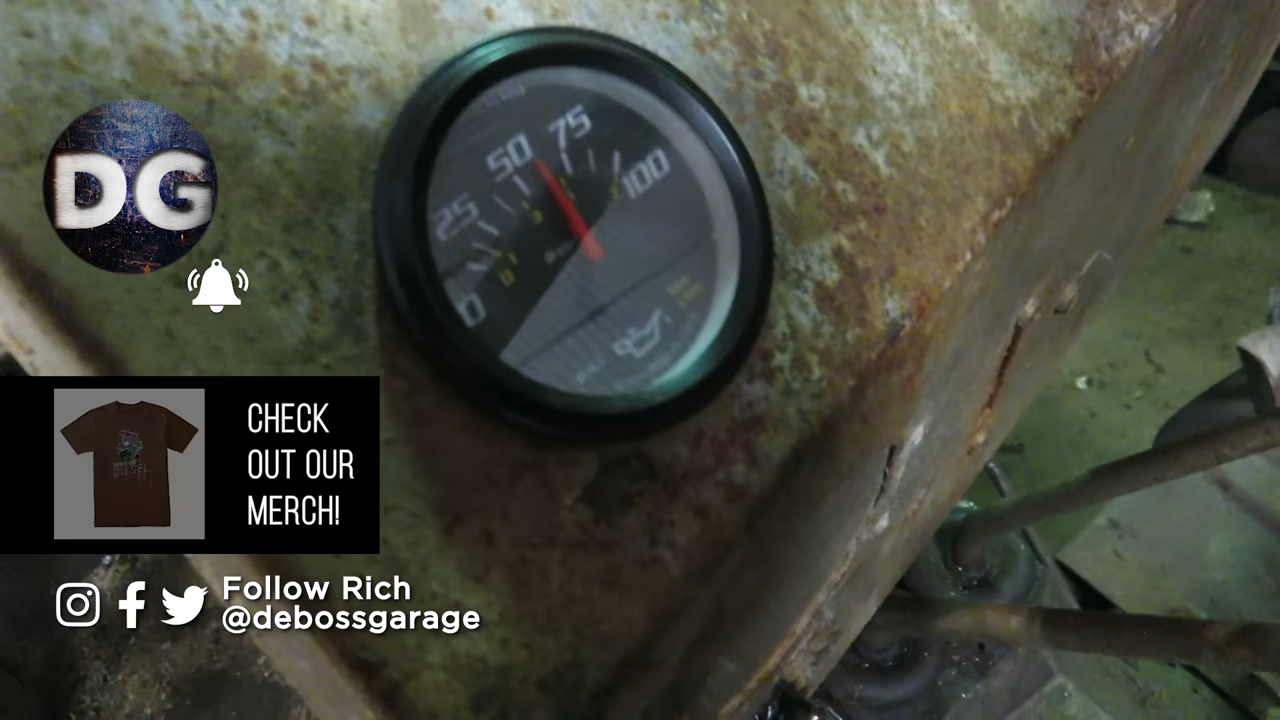 DG
50
75
100
25
0
CHECK
OUT OUR
MERCH!
Follow Rich
@debossgarage